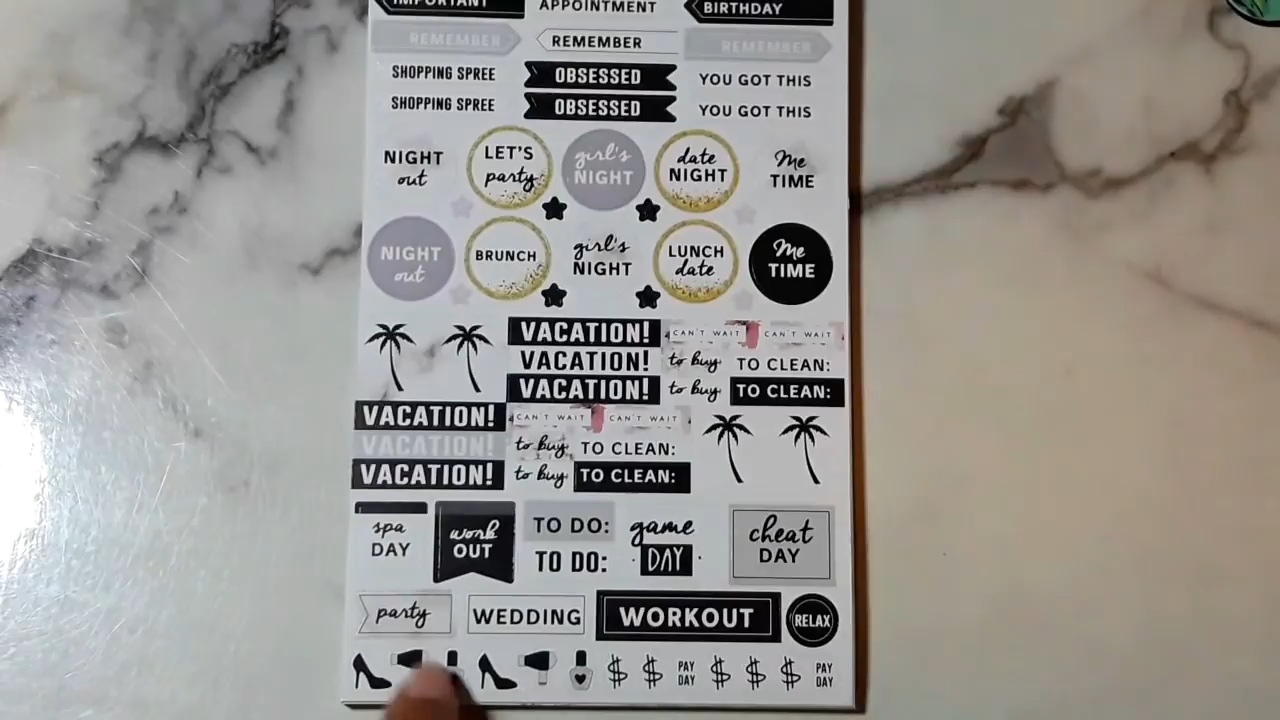 IMPORTANT APPOINTMENT BIRTHDAY
REMEMBER REMEMBER REMEMBER
SHOPPING SPREE OBSESSED YOU GOT THIS
SHOPPING SPREE OBSESSED YOU GOT THIS
NIGHT out LET'S party girl's NIGHT date NIGHT Me TIME
NIGHT out BRUNCH girl's NIGHT LUNCH date Me TIME
VACATION! CAN'T WAIT CAN'T WAIT
VACATION! to buy TO CLEAN:
VACATION! to buy TO CLEAN:
VACATION! CAN'T WAIT CAN'T WAIT
VACATION! to buy TO CLEAN:
VACATION! to buy TO CLEAN:
spa DAY work OUT TO DO: game DAY cheat DAY
TO DO:
party WEDDING WORKOUT RELAX
$ $ PAY DAY $ $ $ PAY DAY